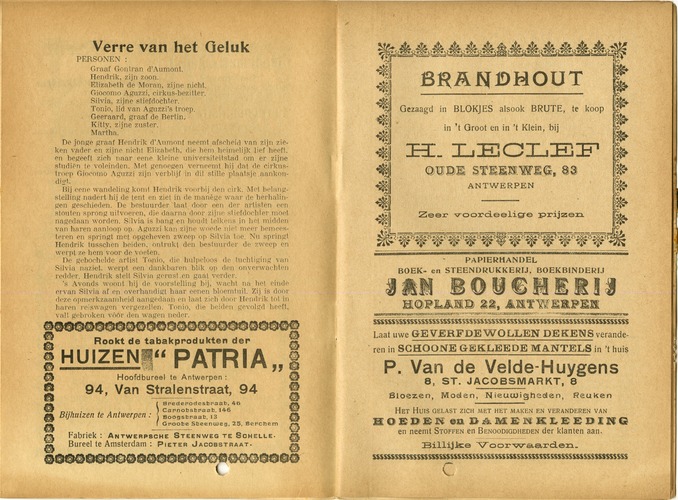 Verre van het Geluk
PERSONEN :
Graaf Gontran d'Aumont.
Hendrik, zijn zoon.
Elizabeth de Moran, zijne nicht.
Giocomo Aguzzi, cirkus-bezitter.
Silvia, zijne stiefdochter.
Tonio, lid van Aguzzi's troep.
Geeraard, graaf de Berlin.
Kitty, zijne zuster.
Martha.
De jonge graaf Hendrik d'Aumont neemt afscheid van zijn zie-
ken vader en zijne nicht Elizabeth, die hem heimelijk lief heeft,
en begeeft zich naar eene kleine universiteitstad om er zijne
studiën te voleinden. Met genoegen verneemt hij dat de cirkus-
troep Giocomo Aguzzi zijn verblijf in dit stille plaatsje aankon-
digt.
Bij eene wandeling komt Hendrik voorbij den cirk. Met belang-
stelling nadert hij de tent en ziet in de manège waar de herhalin-
gen geschieden. De bestuurder laat door een der artisten een
stouten sprong uitvoeren, die daarna door zijne stiefdochter moet
nagedaan worden. Silvia is bang en houdt telkens in het midden
van haren aanloop op. Aguzzi kan zijne woede niet meer bemees-
teren en springt met opgeheven zweep op Silvia toe. Nu springt
Hendrik tusschen beiden, ontrukt den bestuurder de zweep en
werpt ze hem voor de voeten.
De gebochelde artist Tonio, die hulpeloos de tuchtiging van
Silvia naziet, werpt een dankbaren blik op den onverwachten
redder. Hendrik stelt Silvia gerust en gaat verder.
's Avonds woont hij de voorstelling bij, wacht na het einde
ervan Silvia af en overhandigt haar eenen bloemtuil. Zij is door
deze opmerkzaamheid aangedaan en laat zich door Hendrik tot in
haren reiswagen vergezellen. Tonio, die beiden gevolgd heeft,
valt gebroken vóór den wagen neder.
Rookt de tabakprodukten der
HUIZEN “ PATRIA „
Hoofdbureel te Antwerpen :
94, Van Stralenstraat, 94
Bijhuizen te Antwerpen :
Brederodestraat, 46
Carnotstraat, 146
Hoogstraat, 13
Groote Steenweg, 25, Berchem
Fabriek : ANTWERPSCHE STEENWEG TE SCHELLE.
Bureel te Amsterdam : PIETER JACOBSTRAAT.
BRANDHOUT
Gezaagd in BLOKJES alsook BRUTE, te koop
in 't Groot en in 't Klein, bij
H. LECLEF
OUDE STEENWEG, 83
ANTWERPEN
Zeer voordeelige prijzen
PAPIERHANDEL
BOEK- en STEENDRUKKERIJ, BOEKBINDERIJ
JAN BOUCHERIJ
HOPLAND 22, ANTWERPEN
Laat uwe GEVERFDE WOLLEN DEKENS verande-
ren in SCHOONE GEKLEEDE MANTELS in 't huis
P. Van de Velde-Huygens
8, ST. JACOBSMARKT, 8
Bloezen, Moden, Nieuwigheden, Reuken
HET HUIS GELAST ZICH MET HET MAKEN EN VERANDEREN VAN
HOEDEN en DAMENKLEEDING
en neemt STOFFEN en BENOODIGDHEDEN der klanten aan.
Billijke Voorwaarden.